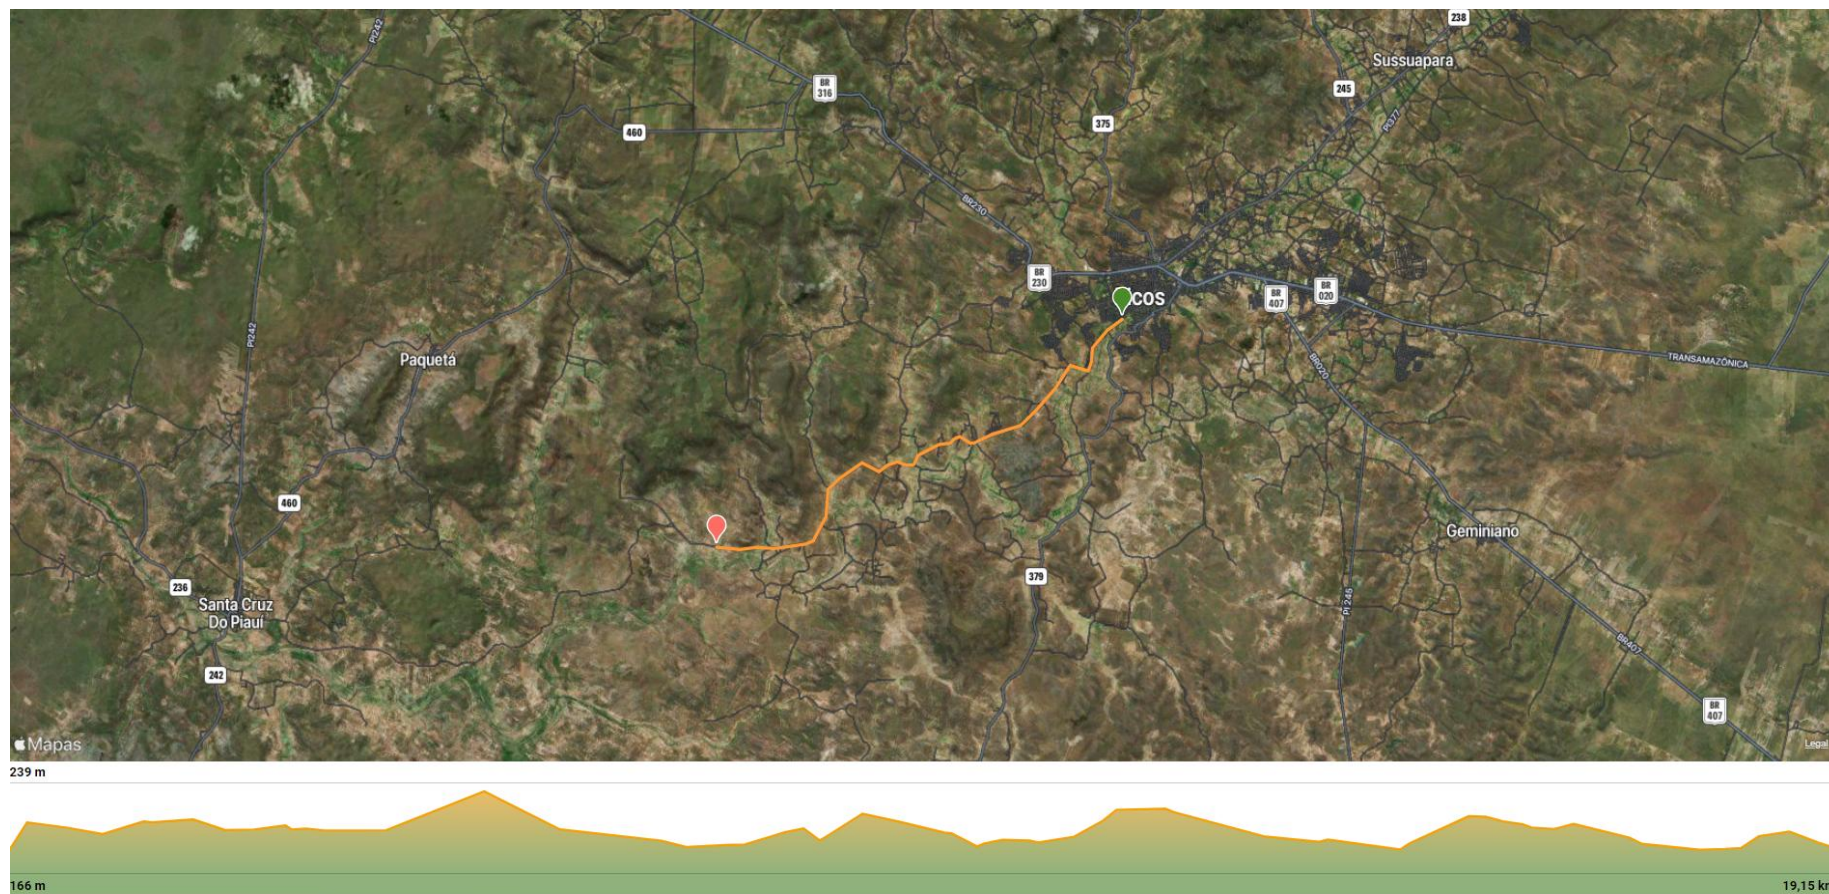 PI242
238
Sussuapara
BR
316
245
375
PI377
460
BR230
BR
230
COS
BR
407
BR
020
PI242
Paquetá
BR020
TRANSAMAZÔNICA
460
Geminiano
236
379
Santa Cruz
Do Piauí
PI 245
BR407
242
BR
407
Mapas
Legal
239 m
166 m
19,15 km